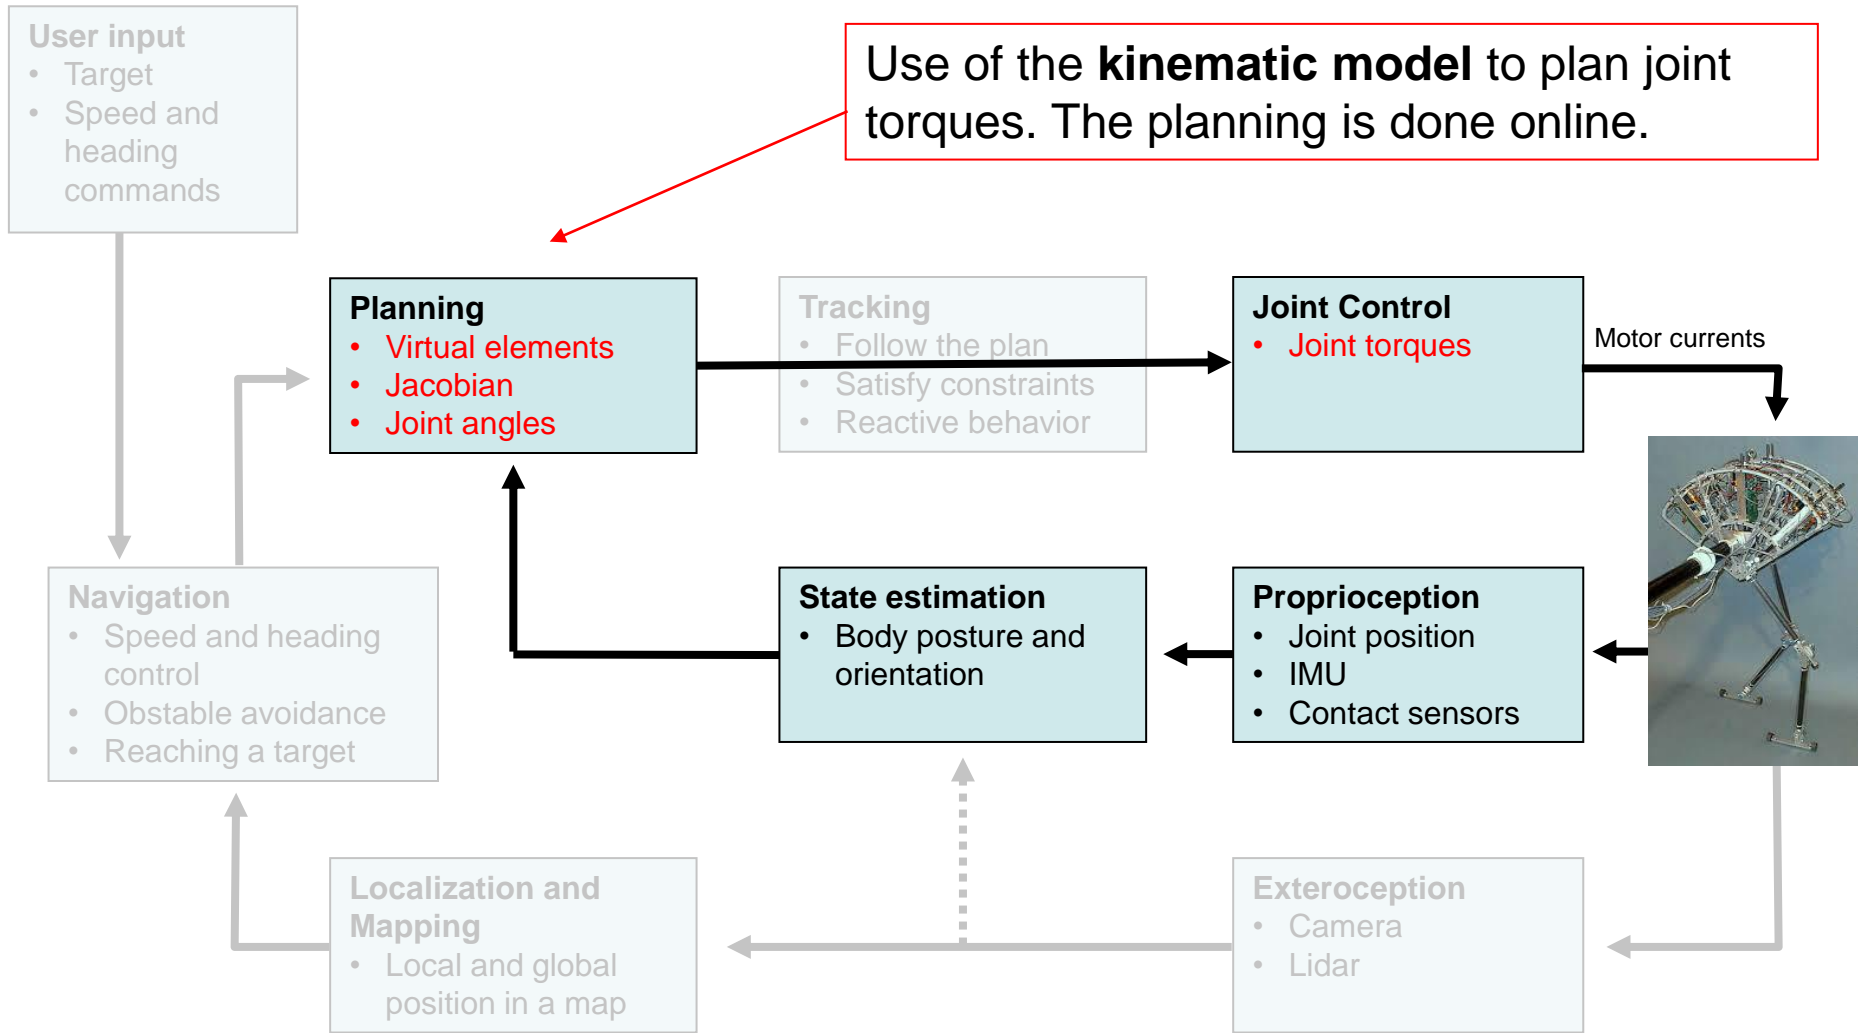 User input
• Target
• Speed and
heading
commands
Use of the kinematic model to plan joint
torques. The planning is done online.
Planning
• Virtual elements
• Jacobian
• Joint angles
Tracking
• Follow the plan
• Satisfy constraints
• Reactive behavior
Joint Control
• Joint torques
Motor currents
Navigation
• Speed and heading
control
• Obstable avoidance
• Reaching a target
State estimation
• Body posture and
orientation
Proprioception
• Joint position
• IMU
• Contact sensors
Localization and
Mapping
• Local and global
position in a map
Exteroception
• Camera
• Lidar